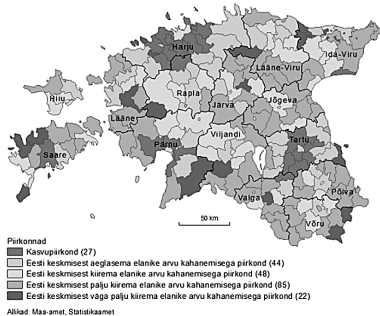 Harju
Ida-Viru
Lääne-Viru
Hiiu
Rapla
Järva
Jõgeva
Lääne
Viljandi
Tartu
Pärnu
Saare
Põlva
Valga
Võru
50 km
Piirkonnad
Kasvupiirkond (27)
Eesti keskmisest aeglasema elanike arvu kahanemisega piirkond (44)
Eesti keskmisest kiirema elanike arvu kahanemisega piirkond (48)
Eesti keskmisest palju kiirema elanike arvu kahanemisega piirkond (85)
Eesti keskmisest väga palju kiirema elanike arvu kahanemisega piirkond (22)
Allikad: Maa-amet, Statistikaamet